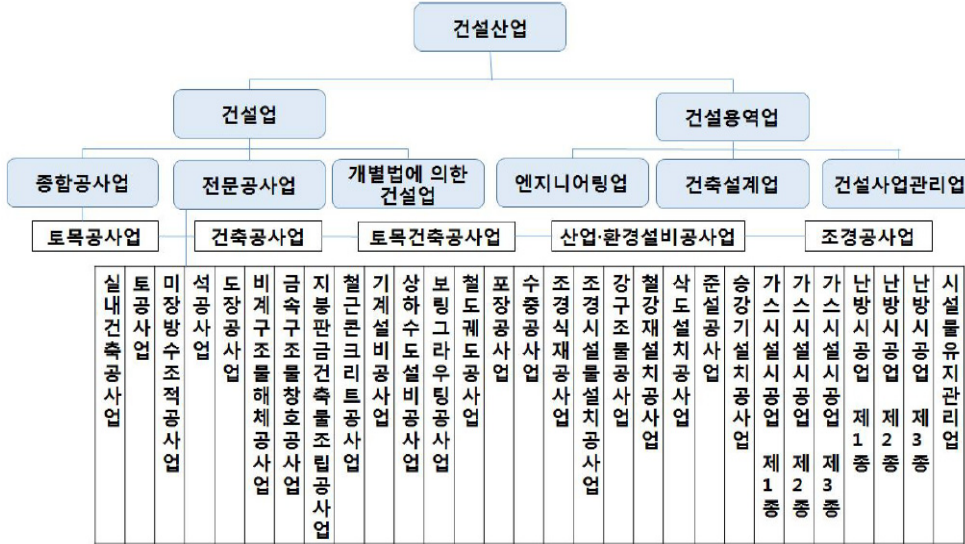 건설산업
건설업
건설용역업
종합공사업
전문공사업
개별법에 의한
건설업
엔지니어링업
건축설계업
건설사업관리업
토목공사업
건축공사업
토목건축공사업
산업·환경설비공사업
조경공사업
실내건축공사업
토공사업
미장방수조적공사업
석공사업
도장공사업
비계구조물해체공사업
금속구조물창호공사업
지붕판금건축물조립공사업
철근콘크리트공사업
기계설비공사업
상하수도설비공사업
보링그라우팅공사업
철도궤도공사업
포장공사업
수중공사업
조경식재공사업
조경시설물설치공사업
강구조물공사업
철강재설치공사업
삭도설치공사업
준설공사업
승강기설치공사업
가스시설시공업 제1종
가스시설시공업 제2종
가스시설시공업 제3종
난방시공업 제1종
난방시공업 제2종
난방시공업 제3종
시설물유지관리업